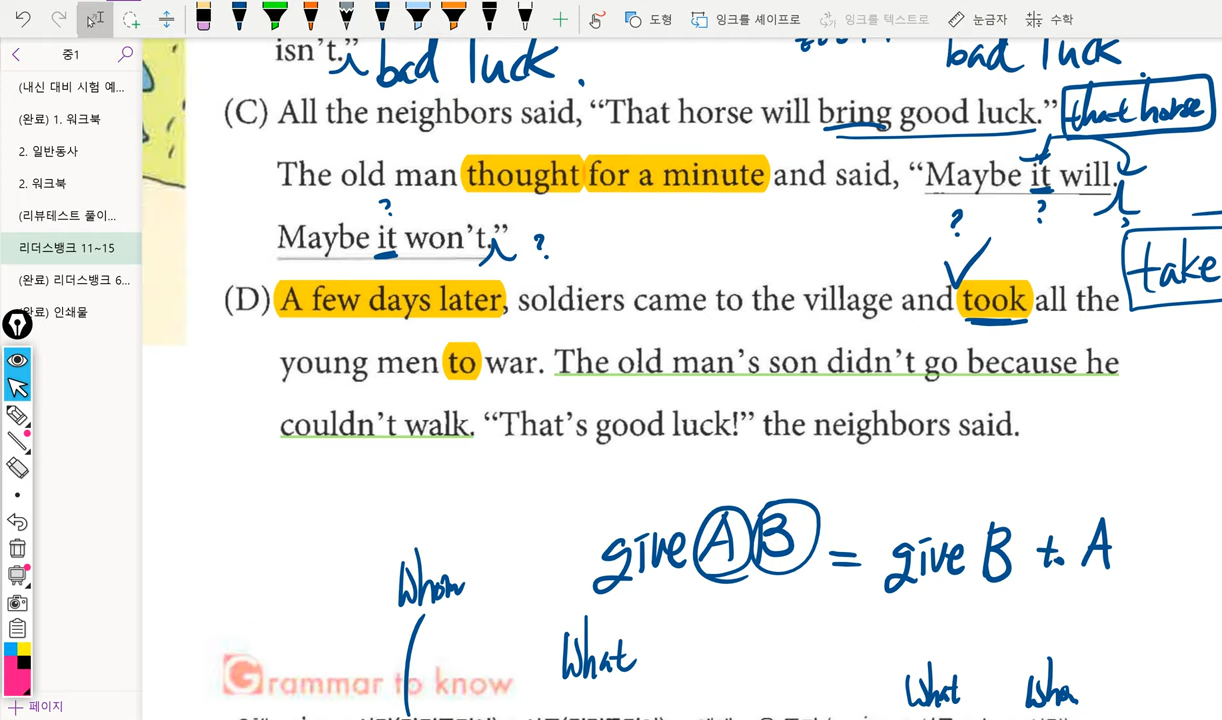 도형 잉크를 셰이프로 잉크를 텍스트로 눈금자 수학
중1
(내신 대비 시험 예...
(완료) 1. 워크북
2. 일반동사
2. 워크북
(리뷰테스트 풀이...
리더스뱅크 11~15
(완료) 리더스뱅크 6...
완료) 인쇄물
페이지
isn't." bad luck. bad luck
(C) All the neighbors said, "That horse will bring good luck." that horse
The old man thought for a minute and said, "Maybe it will.
Maybe it won't."
take
(D) A few days later, soldiers came to the village and took all the
young men to war. The old man's son didn't go because he
couldn't walk. "That's good luck!" the neighbors said.
give A B = give B to A
Whom
What
What
Grammar to know